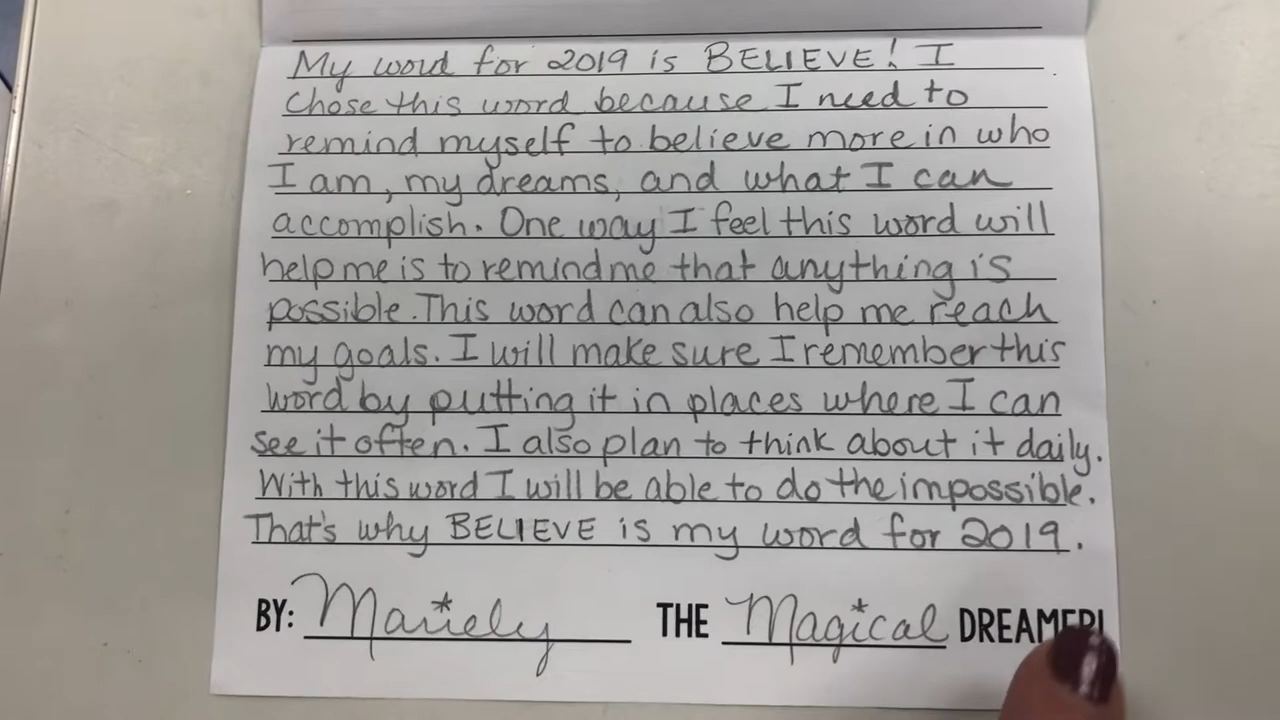 My word for 2019 is BELIEVE! I
chose this word because I need to
remind myself to believe more in who
I am, my dreams, and what I can
accomplish. One way I feel this word will
help me is to remind me that anything is
possible. This word can also help me reach
my goals. I will make sure I remember this
word by putting it in places where I can
see it often. I also plan to think about it daily.
With this word I will be able to do the impossible.
That's why BELIEVE is my word for 2019.
BY: Mariely THE Magical DREAMER!